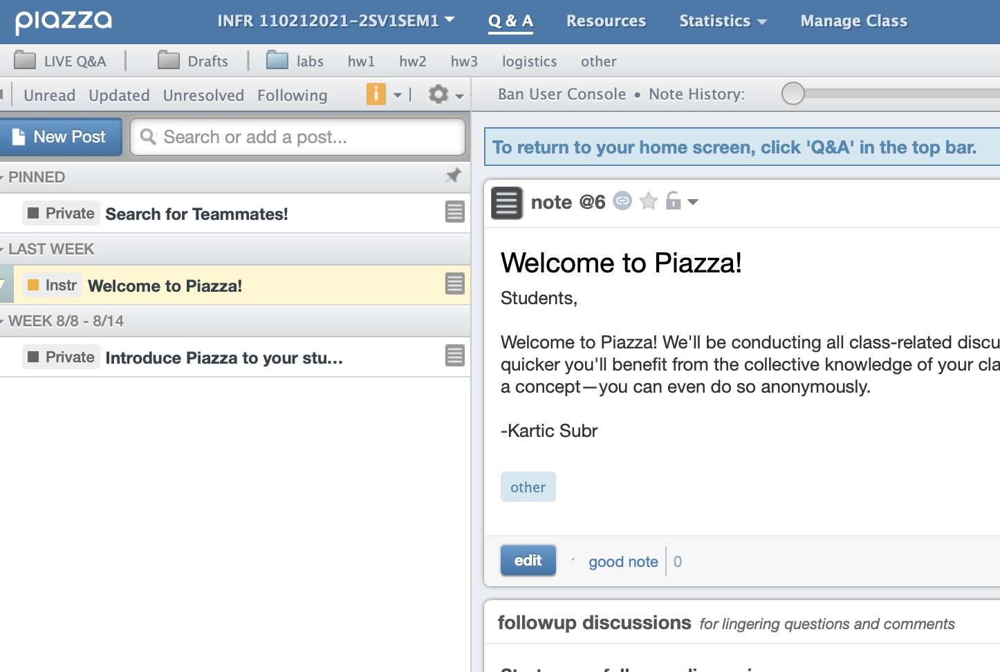 piazza
INFR 110212021-2SV1SEM1 Q & A Resources Statistics Manage Class
LIVE Q&A | Drafts | labs hw1 hw2 hw3 logistics other
Unread Updated Unresolved Following i |
Ban User Console • Note History:
New Post
Search or add a post...
PINNED
Private Search for Teammates!
LAST WEEK
Instr Welcome to Piazza!
WEEK 8/8 - 8/14
Private Introduce Piazza to your stu...
To return to your home screen, click 'Q&A' in the top bar.
note @6
Welcome to Piazza!
Students,
Welcome to Piazza! We'll be conducting all class-related discu
quicker you'll benefit from the collective knowledge of your cla
a concept—you can even do so anonymously.
-Kartic Subr
other
edit · good note 0
followup discussions for lingering questions and comments